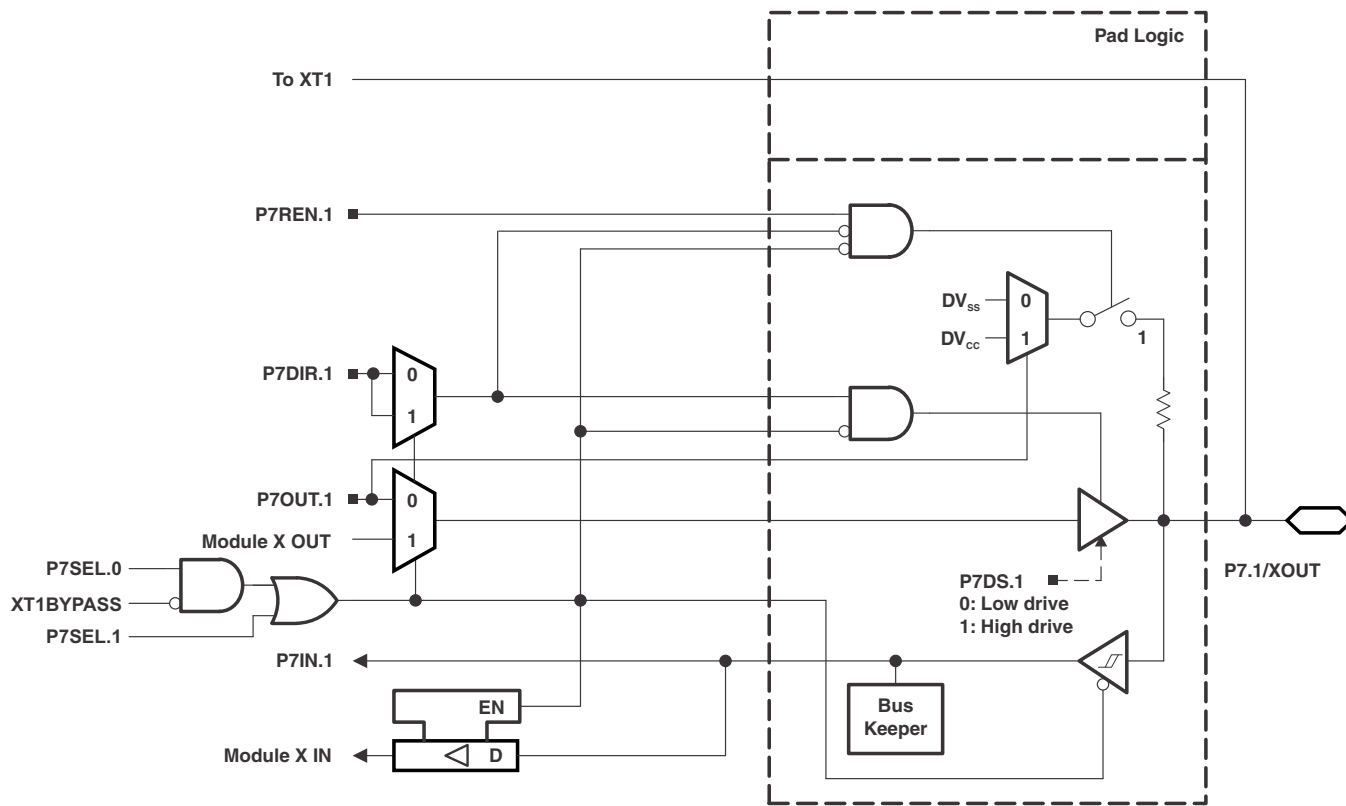 Pad Logic
To XT1
P7REN.1
DVSS
0
DVCC
1
1
P7DIR.1
0
1
P7OUT.1
0
Module X OUT
1
P7SEL.0
XT1BYPASS
P7SEL.1
P7DS.1
0: Low drive
1: High drive
P7.1/XOUT
P7IN.1
EN
Bus
Keeper
Module X IN
D